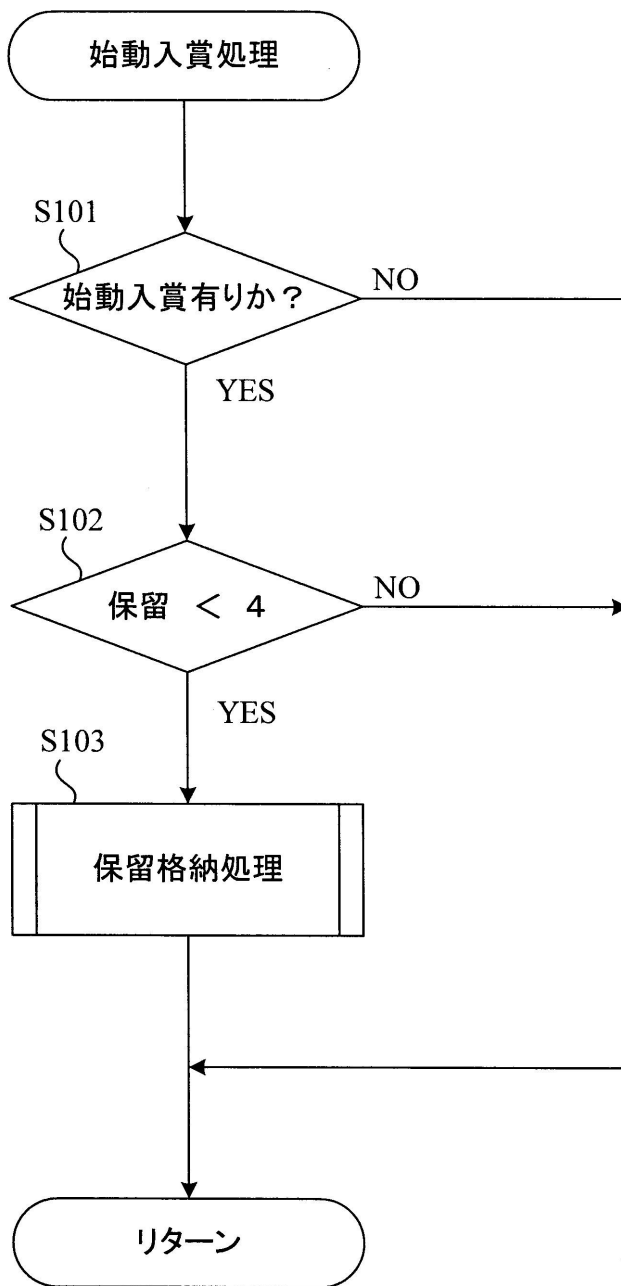 始動入賞処理
S101
始動入賞有りか？
NO
YES
S102
保留 ＜ ４
NO
YES
S103
保留格納処理
リターン